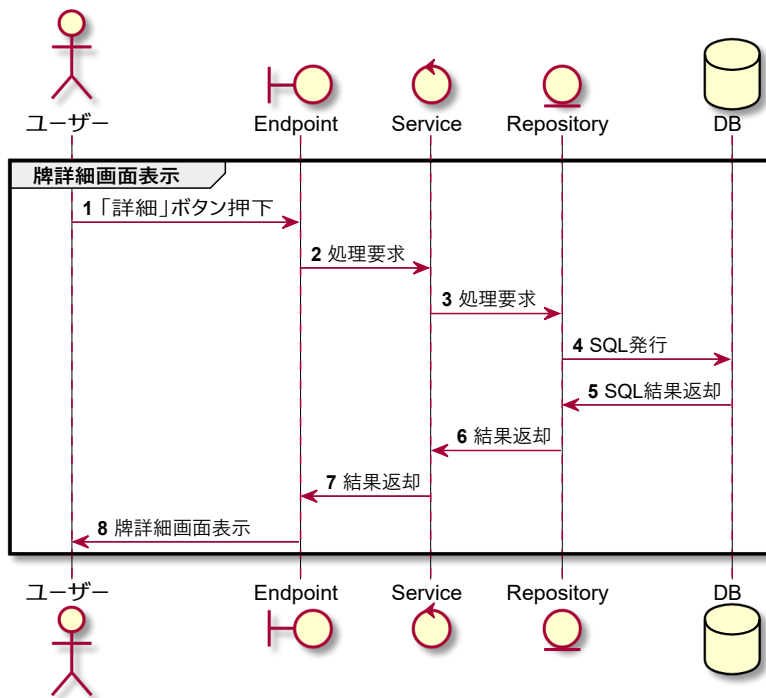 ユーザー
Endpoint
Service
Repository
DB
牌詳細画面表示
1 「詳細」ボタン押下
2 処理要求
3 処理要求
4 SQL発行
5 SQL結果返却
6 結果返却
7 結果返却
8 牌詳細画面表示
ユーザー
Endpoint
Service
Repository
DB